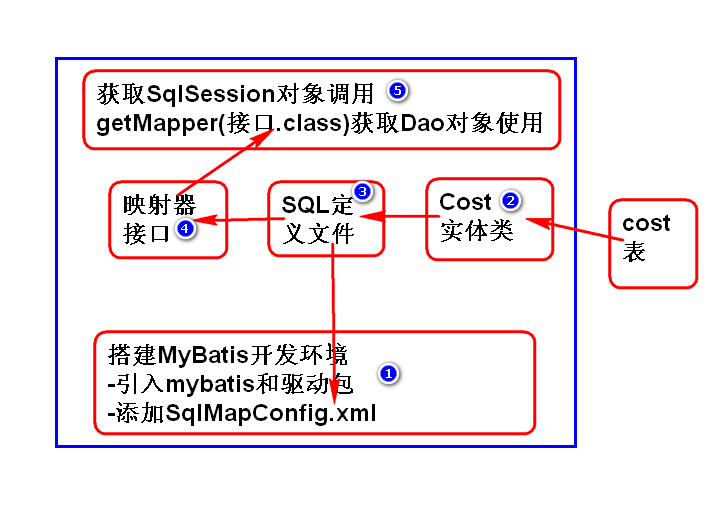 获取SqlSession对象调用 5
getMapper(接口.class)获取Dao对象使用
映射器
接口 4
SQL定 3
义文件
Cost 2
实体类
cost
表
搭建MyBatis开发环境
-引入mybatis和驱动包 1
-添加SqlMapConfig.xml